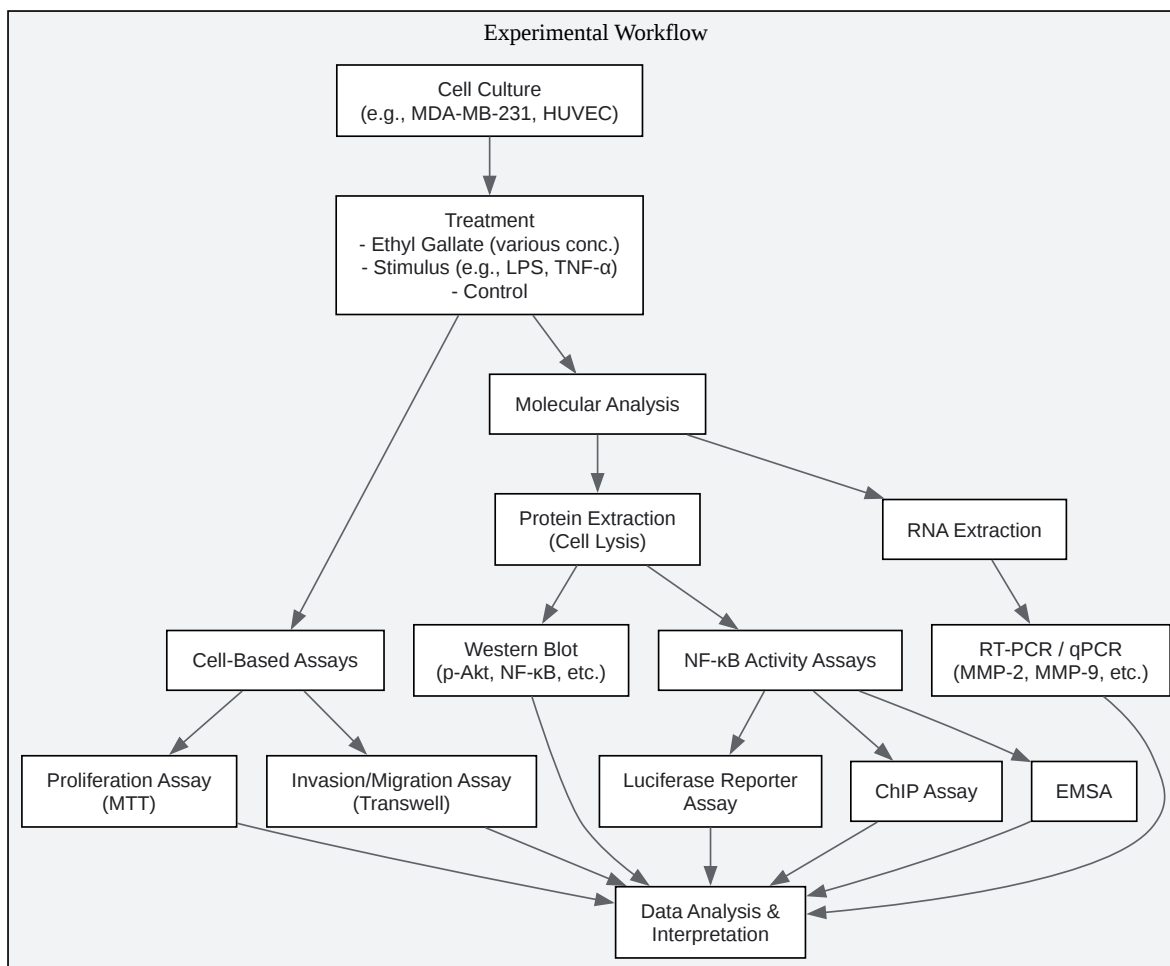 Experimental Workflow
Cell Culture
(e.g., MDA-MB-231, HUVEC)
Treatment
- Ethyl Gallate (various conc.)
- Stimulus (e.g., LPS, TNF-α)
- Control
Molecular Analysis
Protein Extraction
(Cell Lysis)
RNA Extraction
Cell-Based Assays
Western Blot
(p-Akt, NF-κB, etc.)
NF-κB Activity Assays
RT-PCR / qPCR
(MMP-2, MMP-9, etc.)
Proliferation Assay
(MTT)
Invasion/Migration Assay
(Transwell)
Luciferase Reporter
Assay
ChIP Assay
EMSA
Data Analysis &
Interpretation